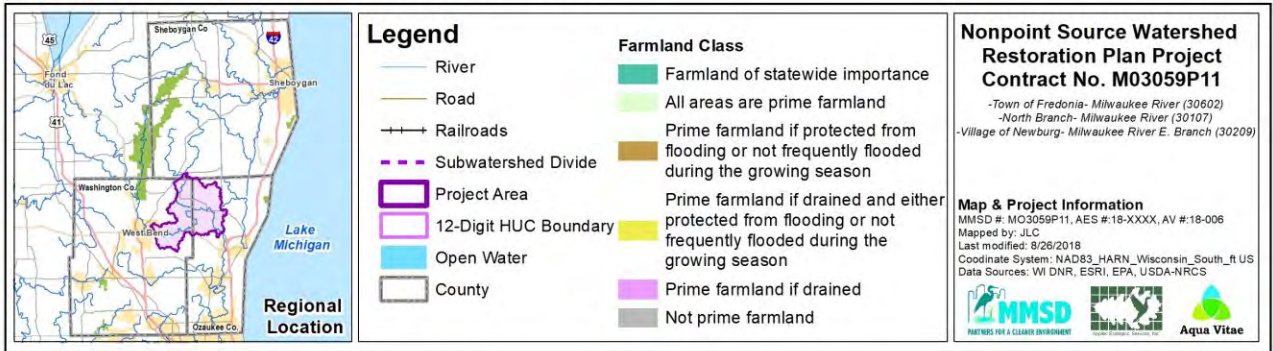 Sheboygan Co
45
42
Fond
du Lac
Sheboygan
41
Washington Co.
West Bend
Lake
Michigan
Ozaukee Co.
Regional
Location
Legend
River
Road
Railroads
Subwatershed Divide
Project Area
12-Digit HUC Boundary
Open Water
County
Farmland Class
Farmland of statewide importance
All areas are prime farmland
Prime farmland if protected from
flooding or not frequently flooded
during the growing season
Prime farmland if drained and either
protected from flooding or not
frequently flooded during the
growing season
Prime farmland if drained
Not prime farmland
Nonpoint Source Watershed
Restoration Plan Project
Contract No. M03059P11
-Town of Fredonia- Milwaukee River (30602)
-North Branch- Milwaukee River (30107)
-Village of Newburg- Milwaukee River E. Branch (30209)
Map & Project Information
MMSD #: MO3059P11, AES #:18-XXXX, AV #:18-006
Mapped by: JLC
Last modified: 8/26/2018
Coodinate System: NAD83_HARN_Wisconsin_South_ft US
Data Sources: WI DNR, ESRI, EPA, USDA-NRCS
MMSD
PARTNERS FOR A CLEANER ENVIRONMENT
Applied Ecological Services, Inc.
Aqua Vitae